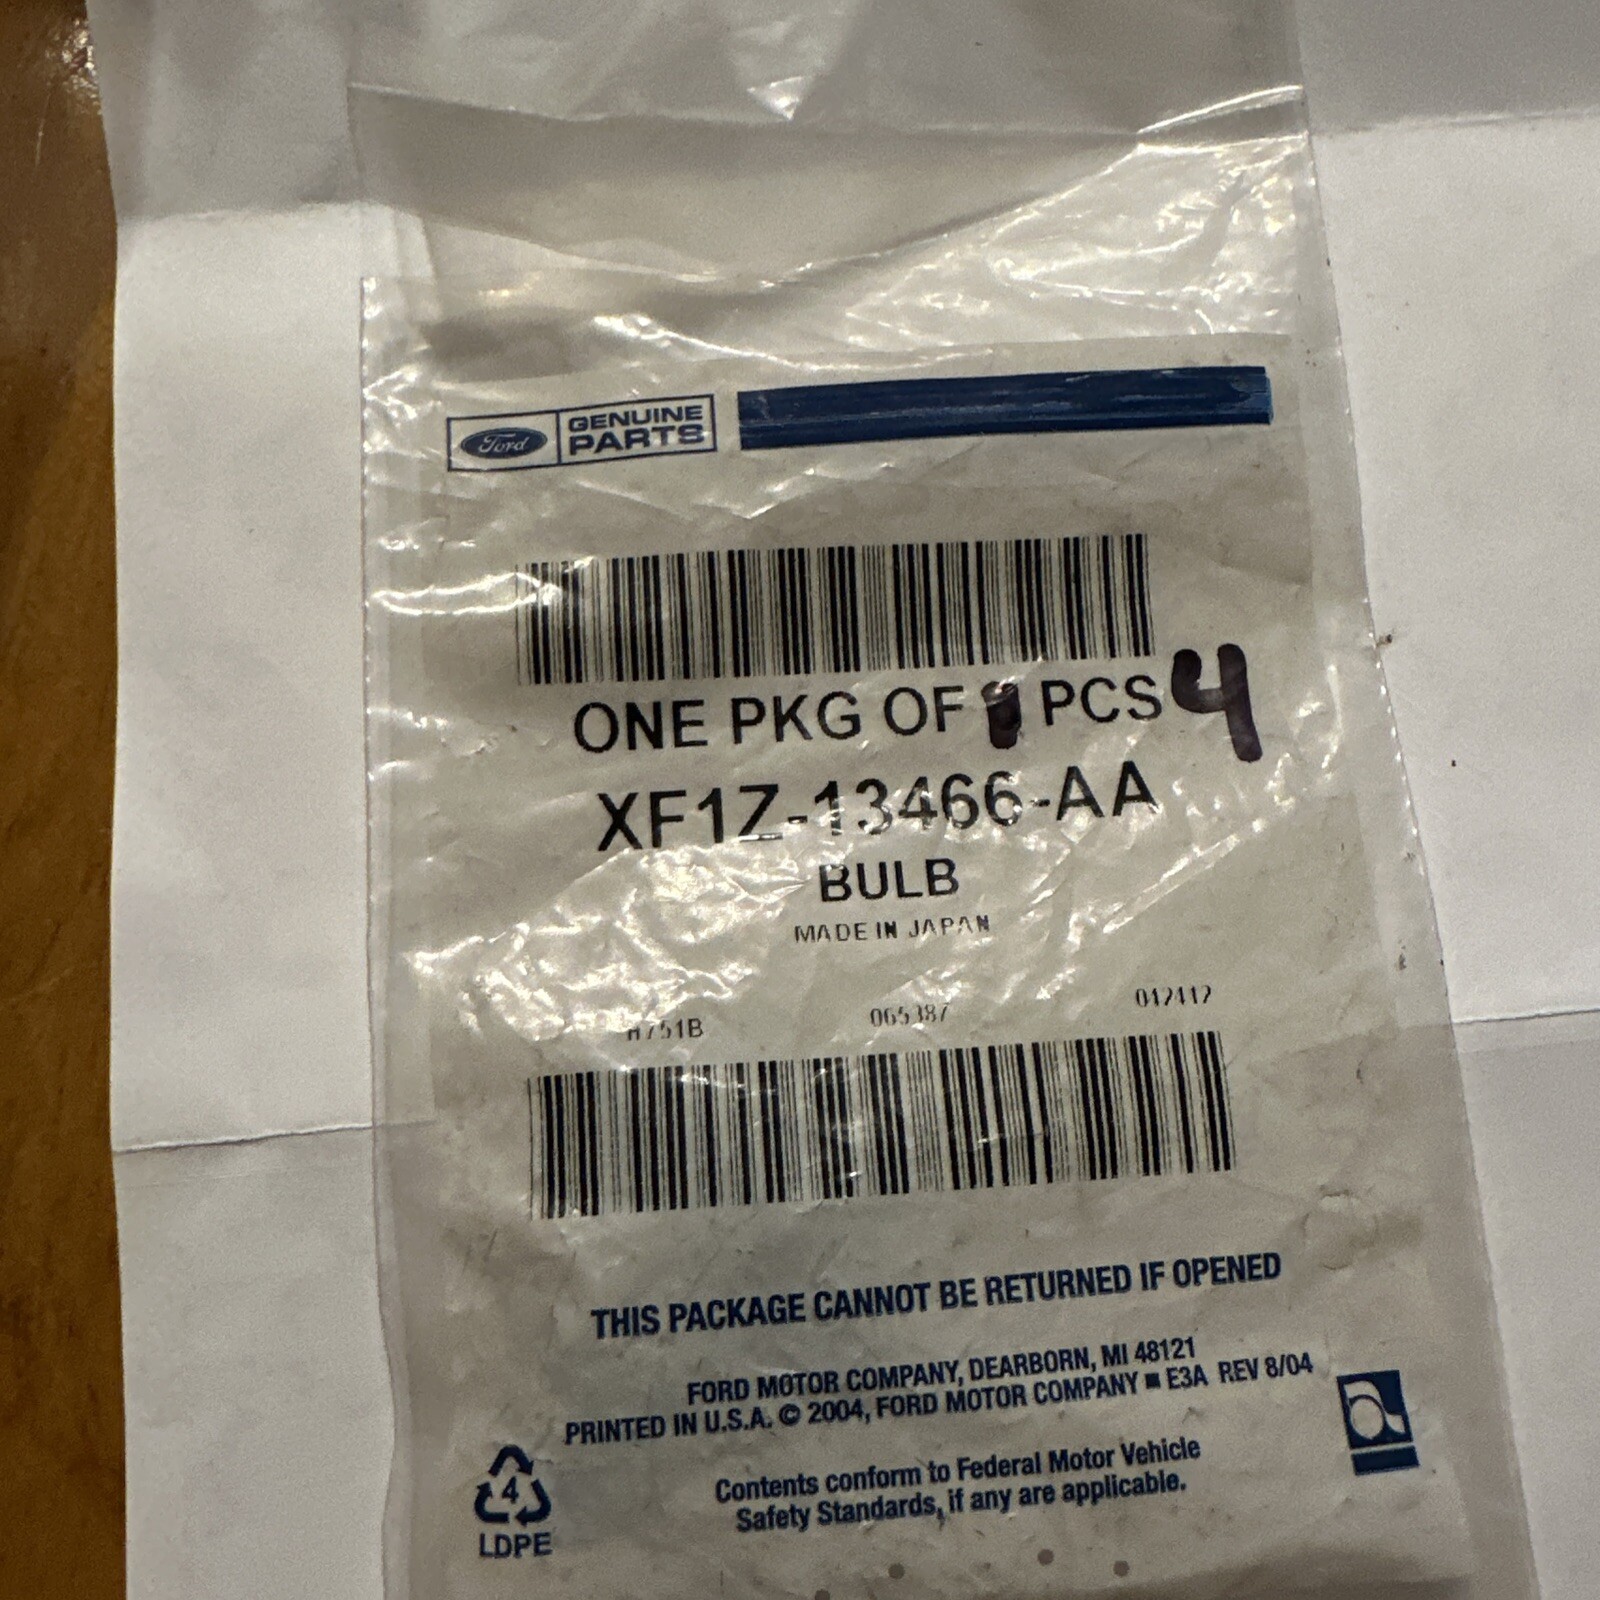 Ford GENUINE PARTS
ONE PKG OF 1 PCS 4
XF1Z-13466-AA
BULB
MADE IN JAPAN
065387
THIS PACKAGE CANNOT BE RETURNED IF OPENED
FORD MOTOR COMPANY, DEARBORN, MI 48121
PRINTED IN U.S.A. © 2004, FORD MOTOR COMPANY ■ E3A REV 8/04
Contents conform to Federal Motor Vehicle
Safety Standards, if any are applicable.
4
LDPE